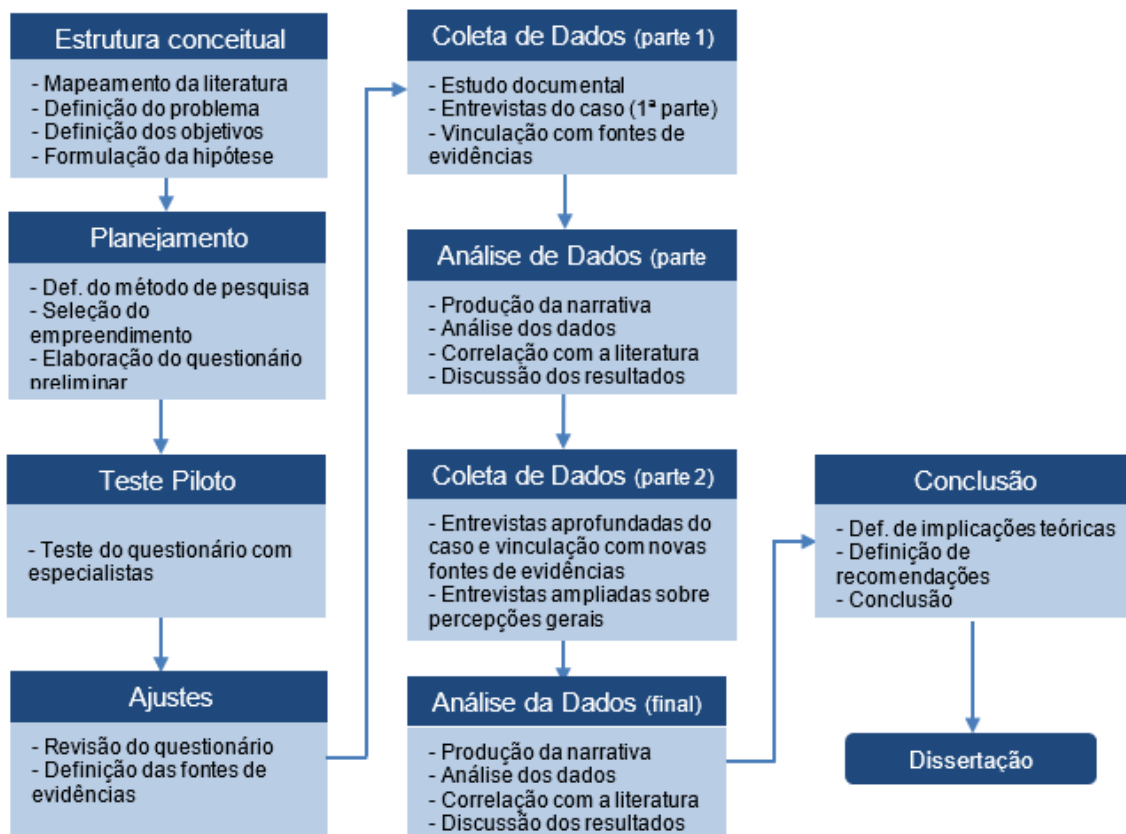 Estrutura conceitual
- Mapeamento da literatura
- Definição do problema
- Definição dos objetivos
- Formulação da hipótese
Planejamento
- Def. do método de pesquisa
- Seleção do
empreendimento
- Elaboração do questionário
preliminar
Teste Piloto
- Teste do questionário com
especialistas
Ajustes
- Revisão do questionário
- Definição das fontes de
evidências
Coleta de Dados (parte 1)
- Estudo documental
- Entrevistas do caso (1ª parte)
- Vinculação com fontes de
evidências
Análise de Dados (parte
- Produção da narrativa
- Análise dos dados
- Correlação com a literatura
- Discussão dos resultados
Coleta de Dados (parte 2)
- Entrevistas aprofundadas do
caso e vinculação com novas
fontes de evidências
- Entrevistas ampliadas sobre
percepções gerais
Análise da Dados (final)
- Produção da narrativa
- Análise dos dados
- Correlação com a literatura
- Discussão dos resultados
Conclusão
- Def. de implicações teóricas
- Definição de
recomendações
- Conclusão
Dissertação